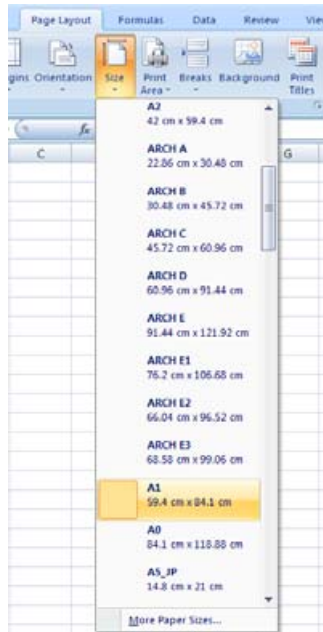 Page Layout Formulas Data Review Vie
gins Orientation Size Print Area Breaks Background Print Titles
fx
C G
A2
42 cm x 59.4 cm
ARCH A
22.86 cm x 30.48 cm
ARCH B
30.48 cm x 45.72 cm
ARCH C
45.72 cm x 60.96 cm
ARCH D
60.96 cm x 91.44 cm
ARCH E
91.44 cm x 121.92 cm
ARCH E1
76.2 cm x 106.68 cm
ARCH E2
66.04 cm x 96.52 cm
ARCH E3
68.58 cm x 99.06 cm
A1
59.4 cm x 84.1 cm
A0
84.1 cm x 118.88 cm
A5_JP
14.8 cm x 21 cm
More Paper Sizes...